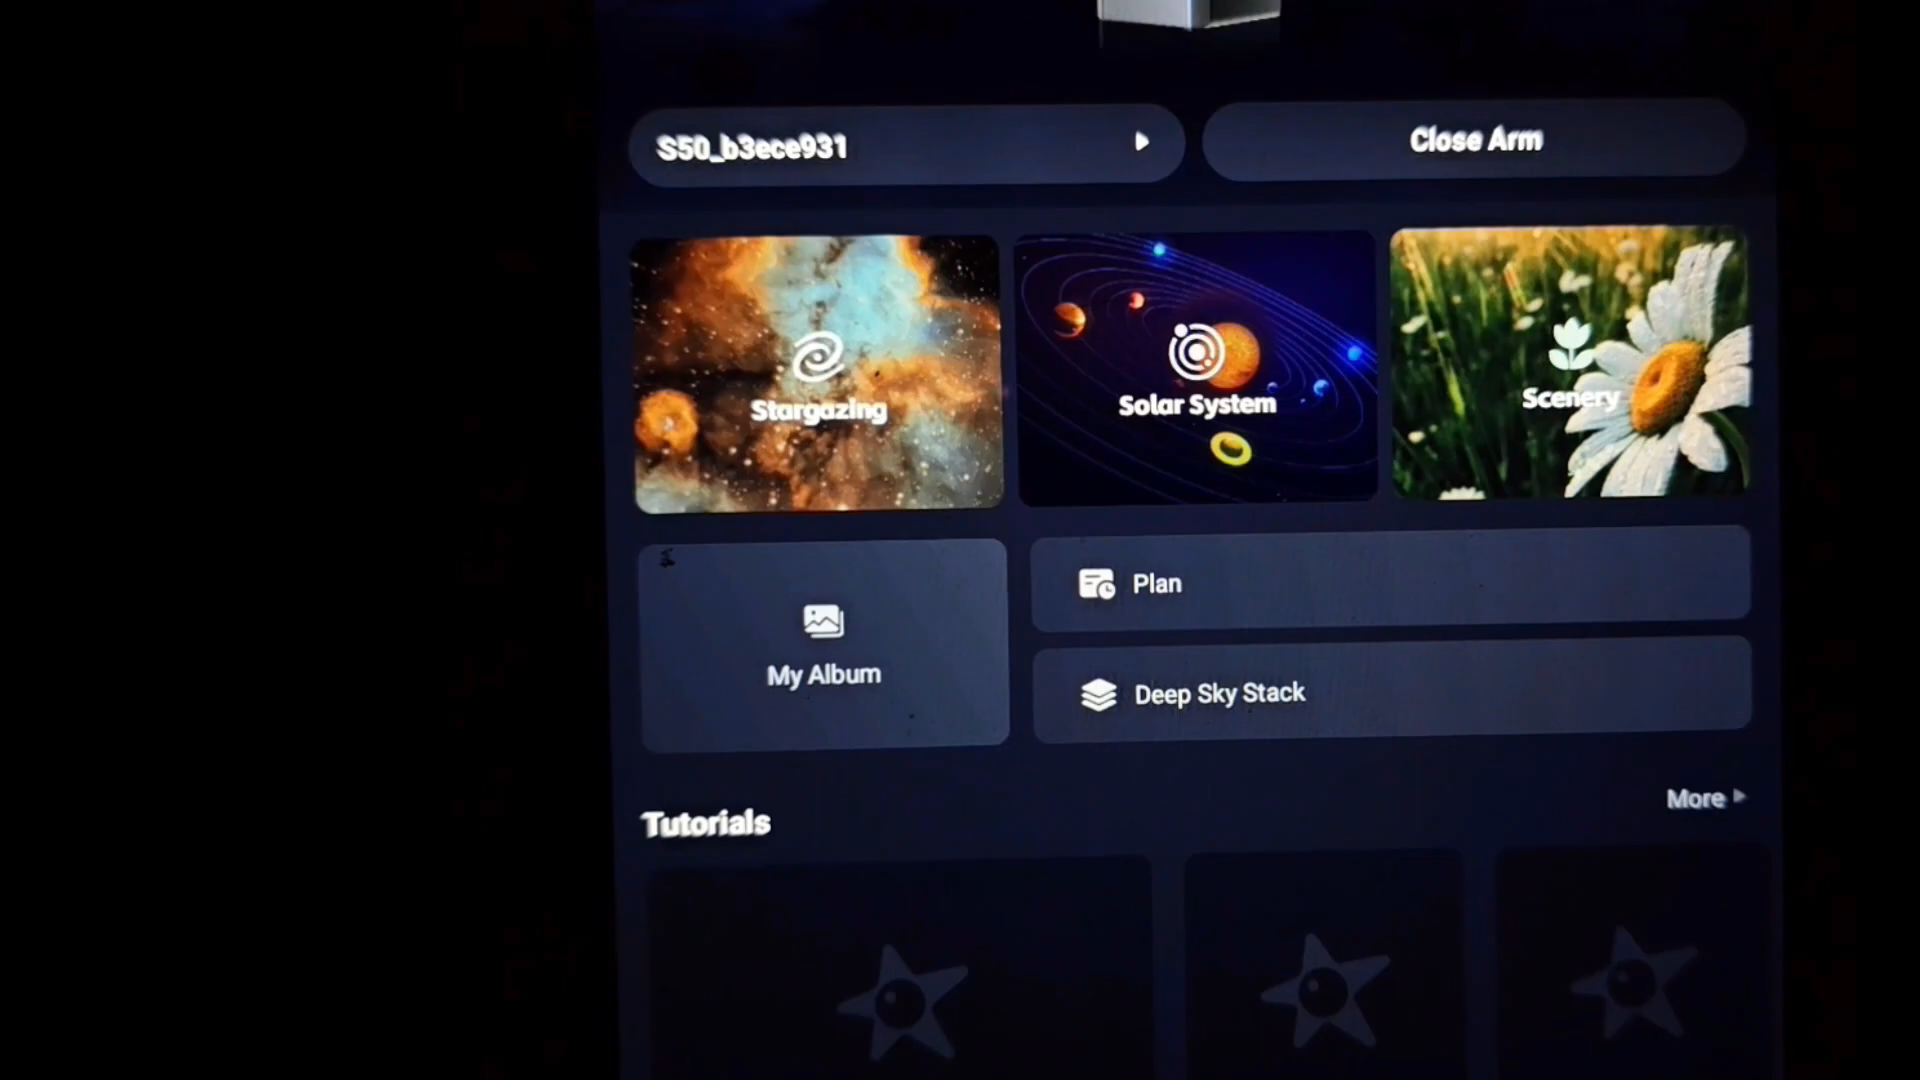 S50_b3ece931
Close Arm
Stargazing
Solar System
Scenery
My Album
Plan
Deep Sky Stack
Tutorials
More